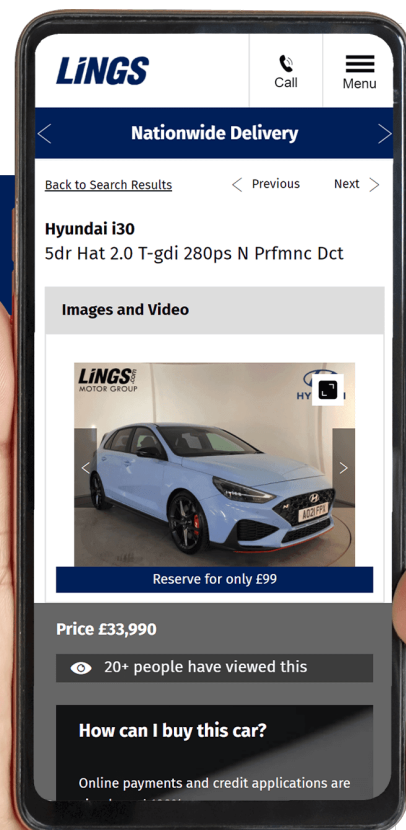 LiNGS
Call
Menu
Nationwide Delivery
Back to Search Results
Previous
Next
Hyundai i30
5dr Hat 2.0 T-gdi 280ps N Prfmnc Dct
Images and Video
LiNGS.com
MOTOR GROUP
Reserve for only £99
Price £33,990
20+ people have viewed this
How can I buy this car?
Online payments and credit applications are